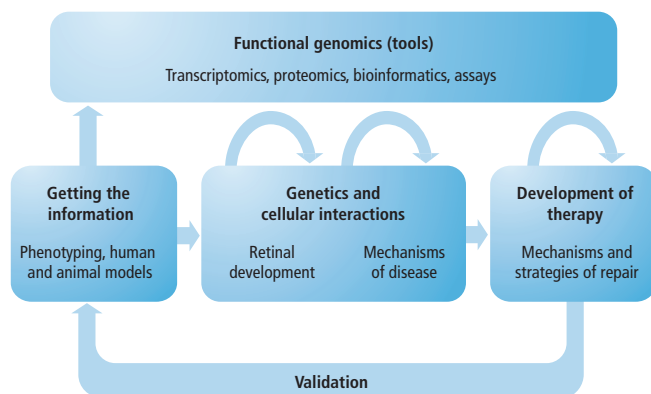 Functional genomics (tools)
Transcriptomics, proteomics, bioinformatics, assays
Getting the
information
Phenotyping, human
and animal models
Genetics and
cellular interactions
Retinal
development
Mechanisms
of disease
Development of
therapy
Mechanisms and
strategies of repair
Validation